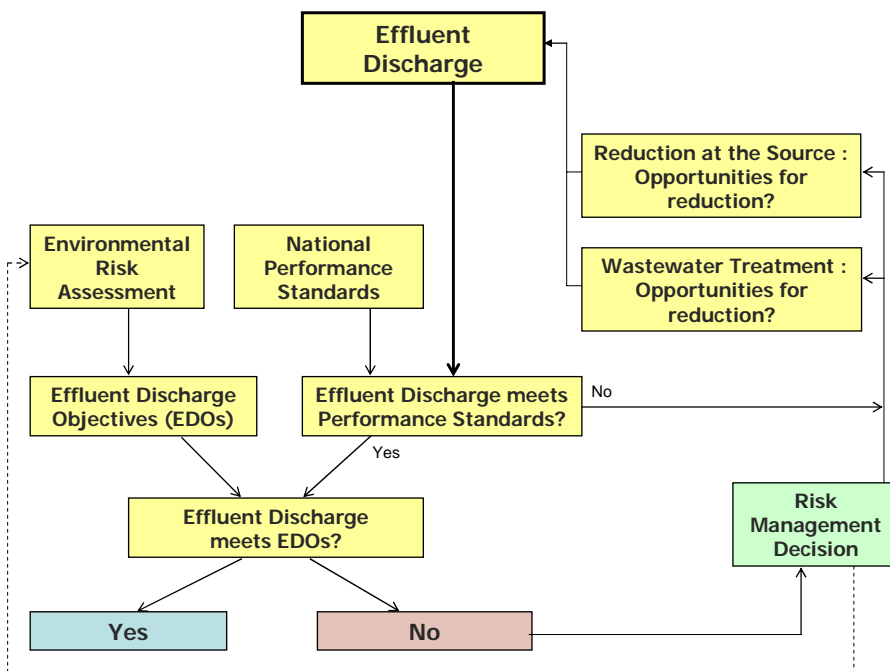 Effluent
Discharge
Reduction at the Source :
Opportunities for
reduction?
Environmental
Risk
Assessment
National
Performance
Standards
Wastewater Treatment :
Opportunities for
reduction?
Effluent Discharge
Objectives (EDOs)
Effluent Discharge meets
Performance Standards?
No
Yes
Effluent Discharge
meets EDOs?
Risk
Management
Decision
Yes
No